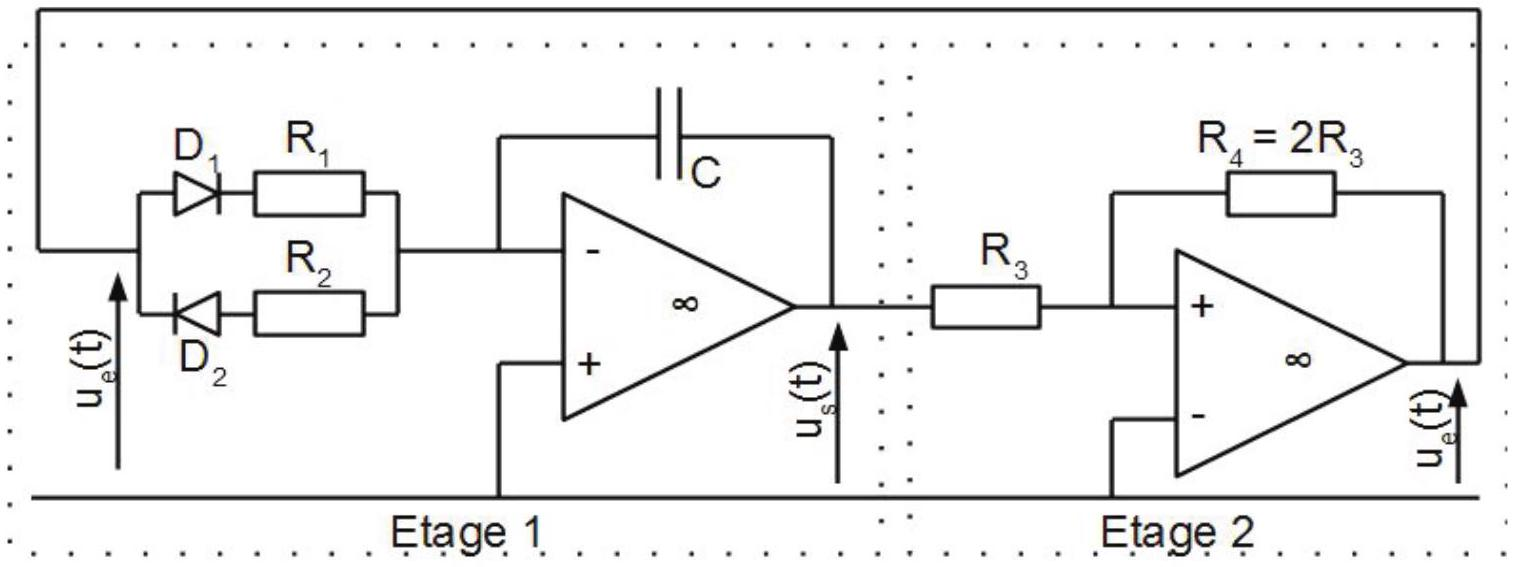 D₁
R₁
C
R₄ = 2R₃
R₂
D₂
uₑ(t)
-
+
∞
uₛ(t)
R₃
+
-
∞
uₑ(t)
Etage 1
Etage 2